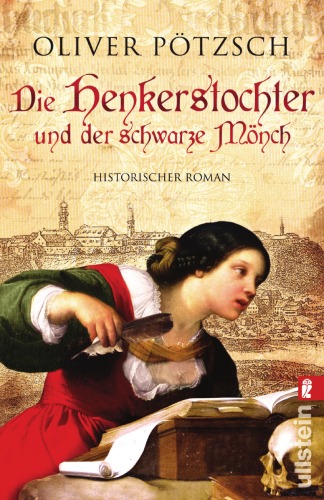 OLIVER PÖTZSCH
Die Henkerstochter
und der schwarze Mönch
HISTORISCHER ROMAN
ullstein